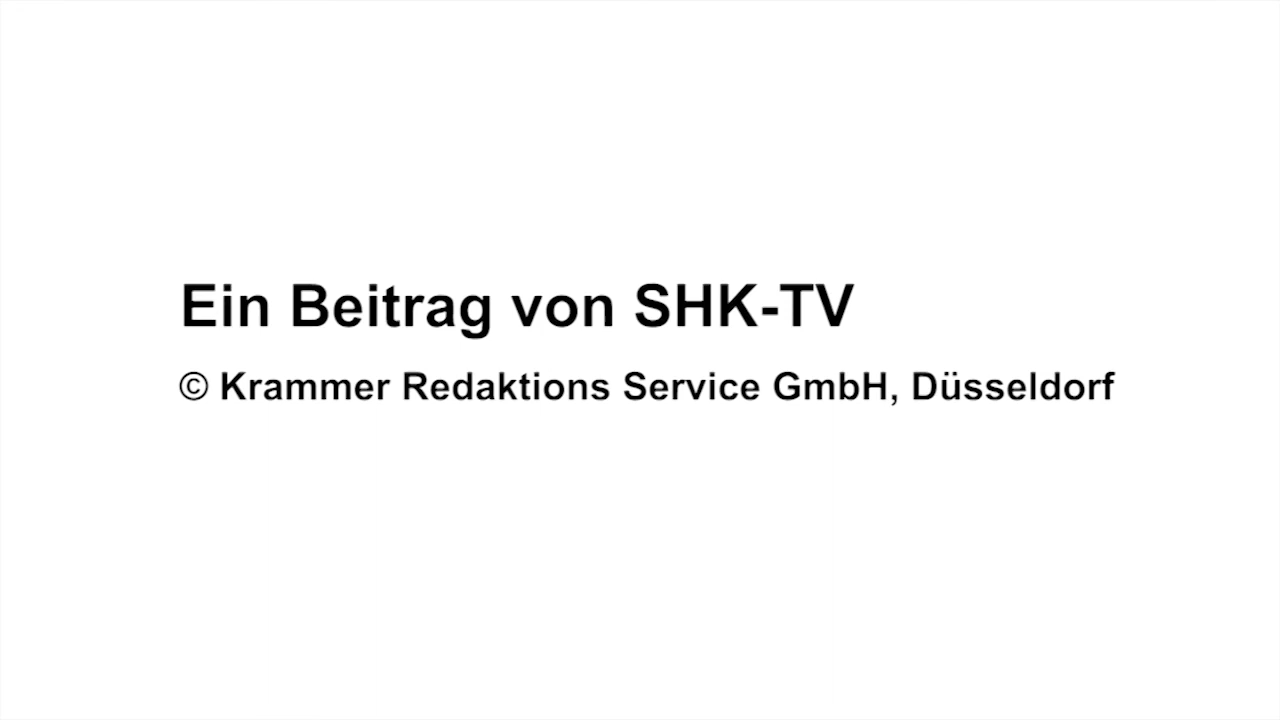 Ein Beitrag von SHK-TV
© Krammer Redaktions Service GmbH, Düsseldorf